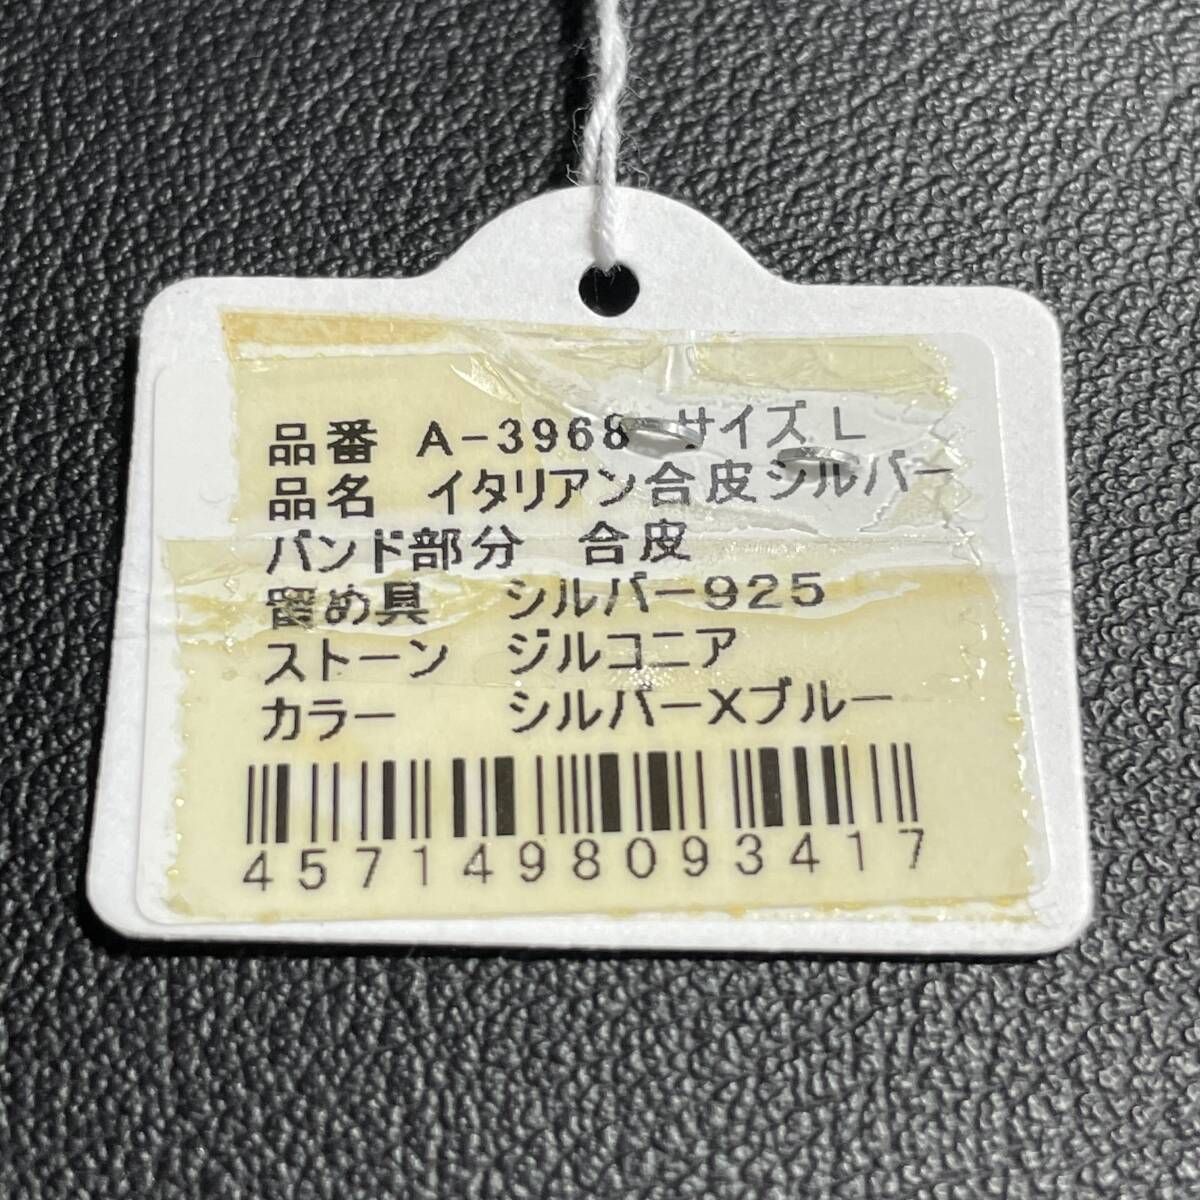 品番 A-3968 サイズ L
品名 イタリアン合皮シルバー
バンド部分 合皮
留め具 シルバー925
ストーン ジルコニア
カラー シルバーXブルー
4571498093417